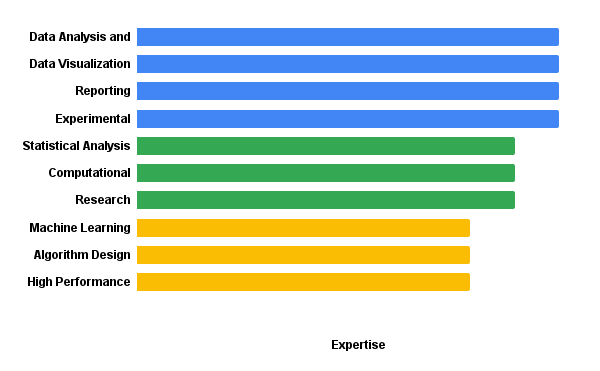 Data Analysis and
Data Visualization
Reporting
Experimental
Statistical Analysis
Computational
Research
Machine Learning
Algorithm Design
High Performance
Expertise